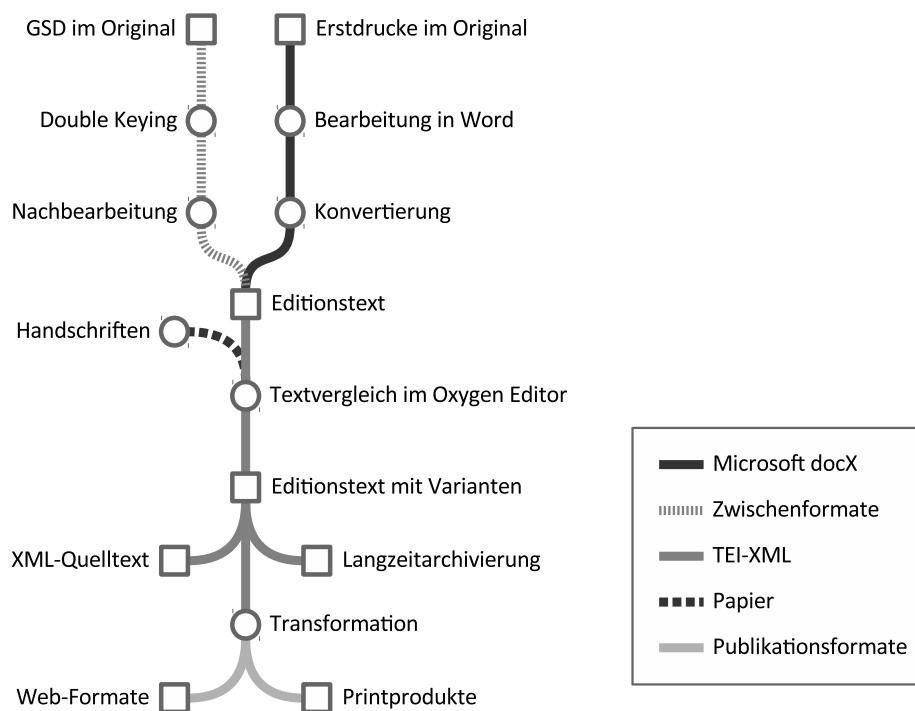 GSD im Original
Erstdrucke im Original
Double Keying
Bearbeitung in Word
Nachbearbeitung
Konvertierung
Editionstext
Handschriften
Textvergleich im Oxygen Editor
Editionstext mit Varianten
XML-Quelltext
Langzeitarchivierung
Transformation
Web-Formate
Printprodukte
Microsoft docX
Zwischenformate
TEI-XML
Papier
Publikationsformate